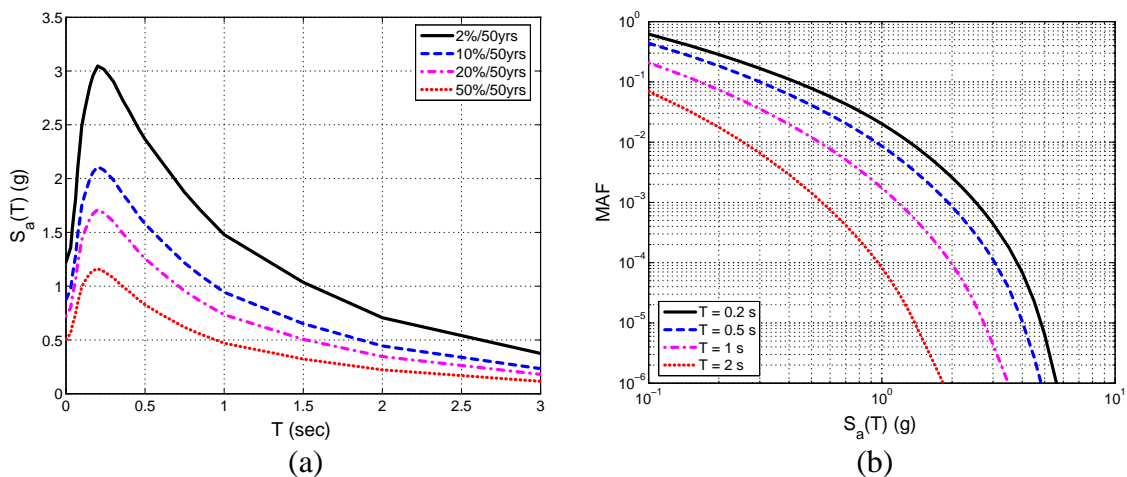 3.5
3
2.5
2
1.5
1
0.5
0
0 0.5 1 1.5 2 2.5 3
S_a(T) (g)
T (sec)
2%/50yrs
10%/50yrs
20%/50yrs
50%/50yrs
(a)
10^0
10^-1
10^-2
10^-3
10^-4
10^-5
10^-6
10^-1 10^0 10^1
MAF
S_a(T) (g)
T = 0.2 s
T = 0.5 s
T = 1 s
T = 2 s
(b)